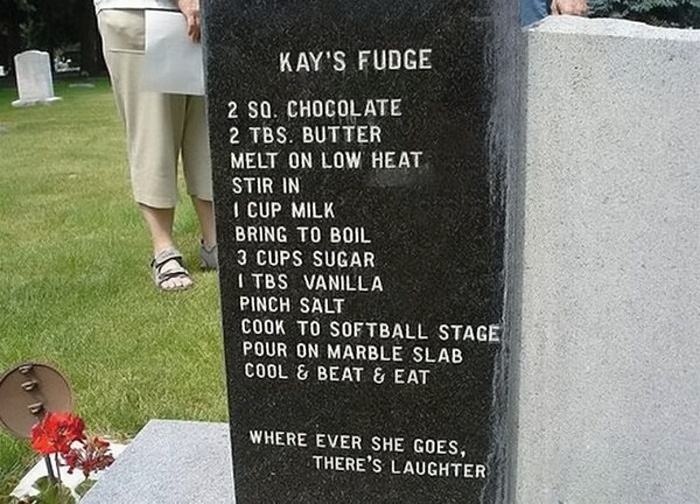 KAY'S FUDGE
2 SQ. CHOCOLATE
2 TBS. BUTTER
MELT ON LOW HEAT
STIR IN
1 CUP MILK
BRING TO BOIL
3 CUPS SUGAR
1 TBS VANILLA
PINCH SALT
COOK TO SOFTBALL STAGE
POUR ON MARBLE SLAB
COOL & BEAT & EAT
WHERE EVER SHE GOES,
THERE'S LAUGHTER